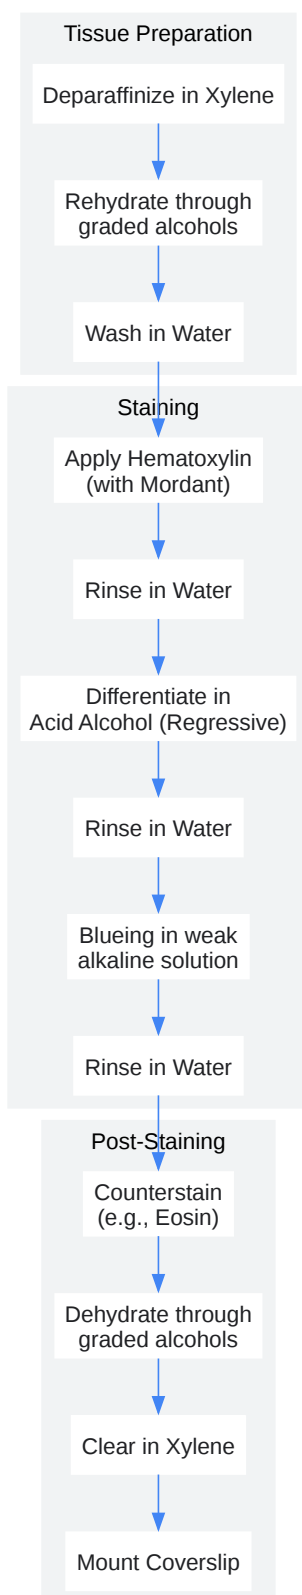 Tissue Preparation
Deparaffinize in Xylene
Rehydrate through
graded alcohols
Wash in Water
Staining
Apply Hematoxylin
(with Mordant)
Rinse in Water
Differentiate in
Acid Alcohol (Regressive)
Rinse in Water
Blueing in weak
alkaline solution
Rinse in Water
Post-Staining
Counterstain
(e.g., Eosin)
Dehydrate through
graded alcohols
Clear in Xylene
Mount Coverslip